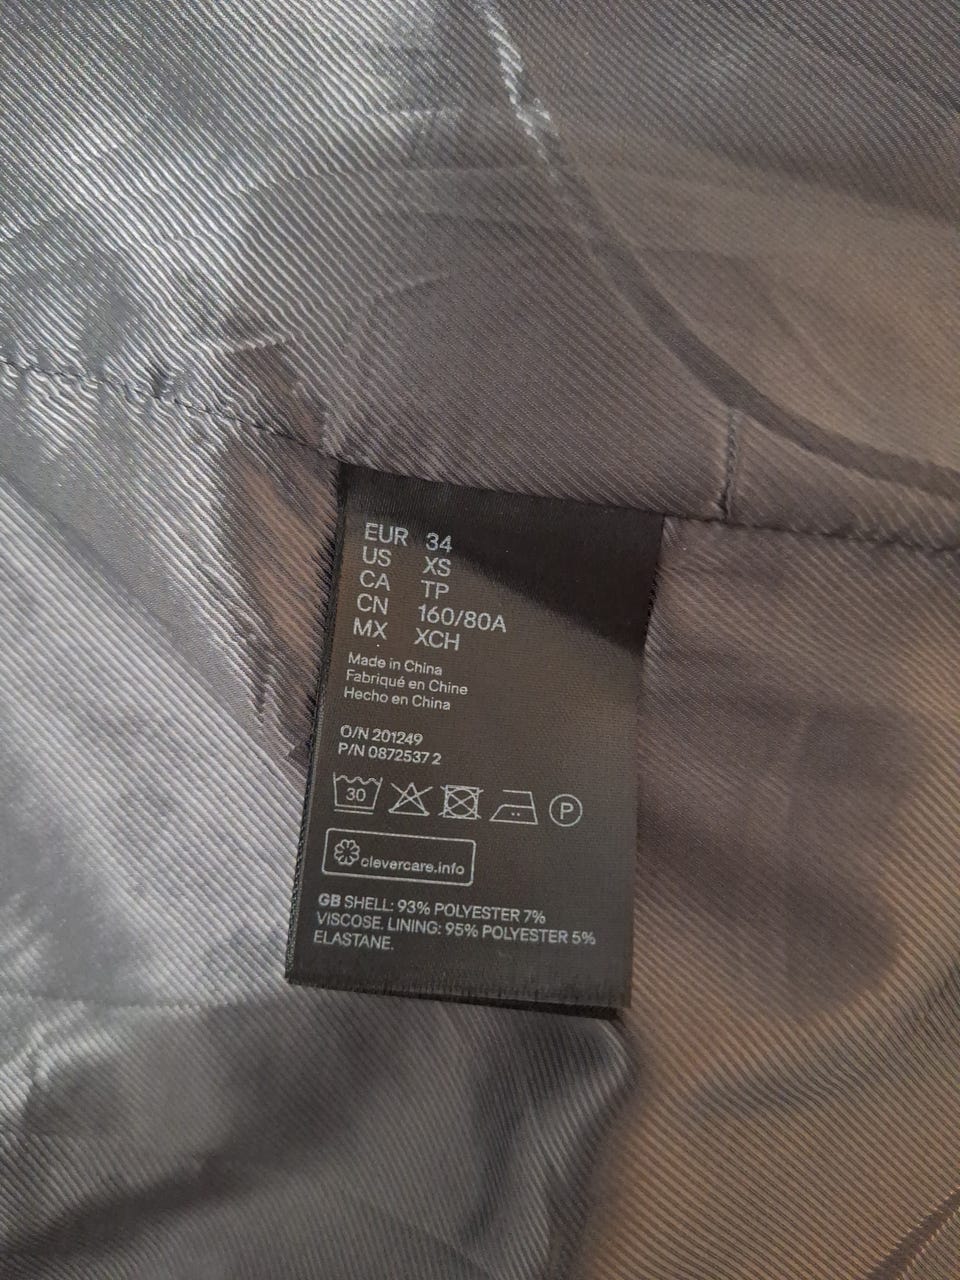 EUR 34
US XS
CA TP
CN 160/80A
MX XCH
Made in China
Fabriqué en Chine
Hecho en China
O/N 201249
P/N 0872537 2
30 P
clevercare.info
GB SHELL: 93% POLYESTER 7%
VISCOSE. LINING: 95% POLYESTER 5%
ELASTANE.